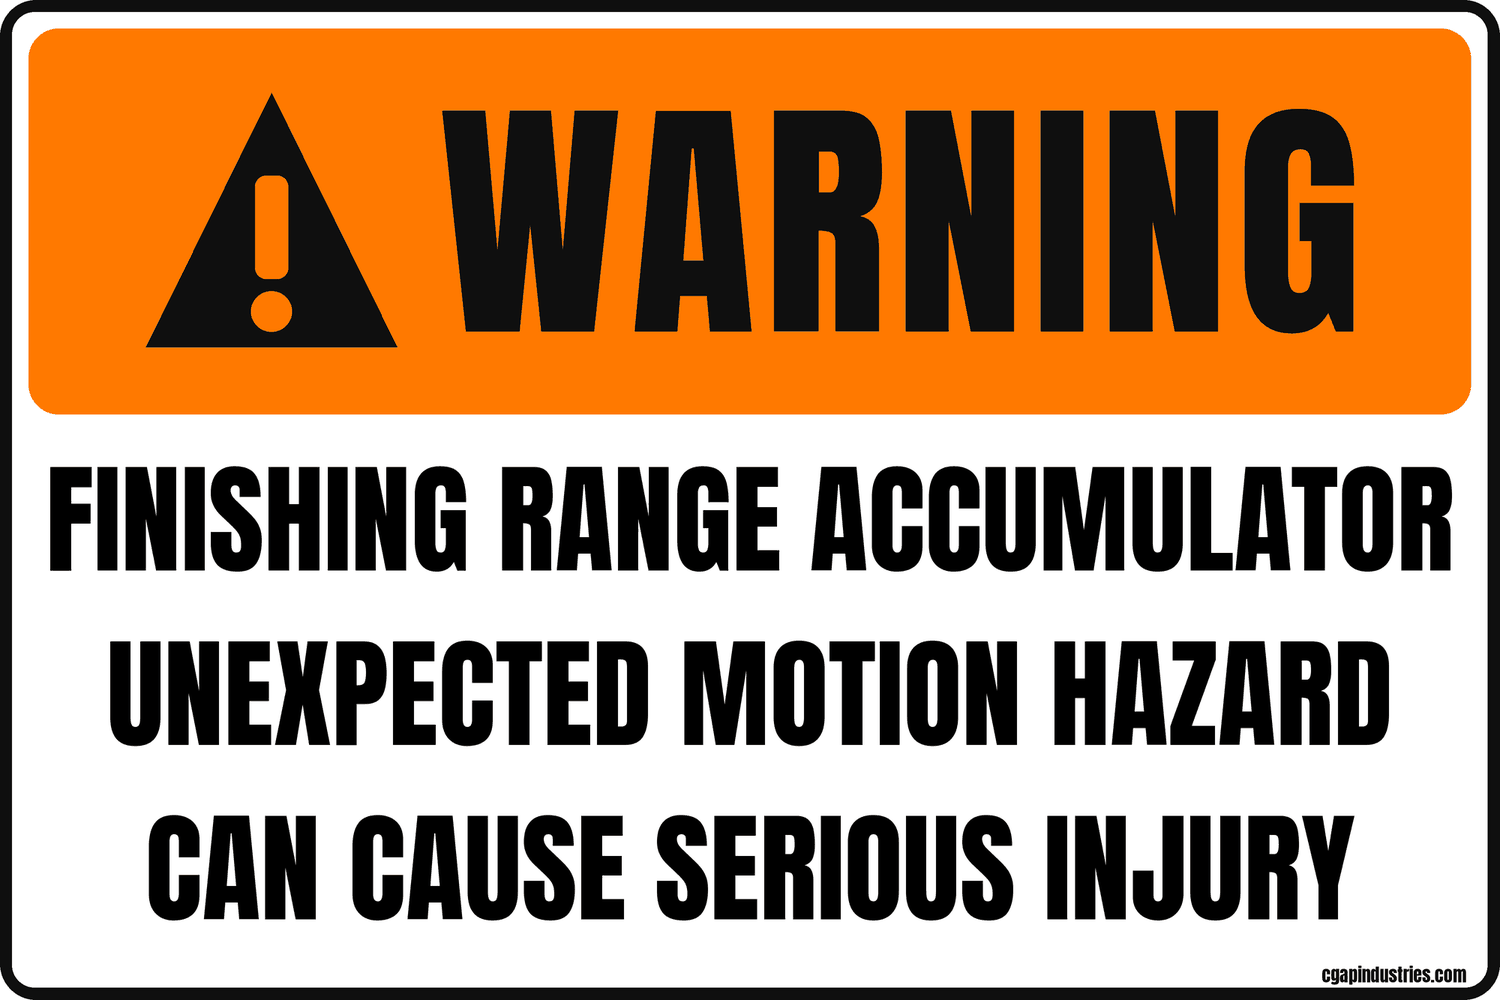 WARNING
FINISHING RANGE ACCUMULATOR
UNEXPECTED MOTION HAZARD
CAN CAUSE SERIOUS INJURY
cgapindustries.com